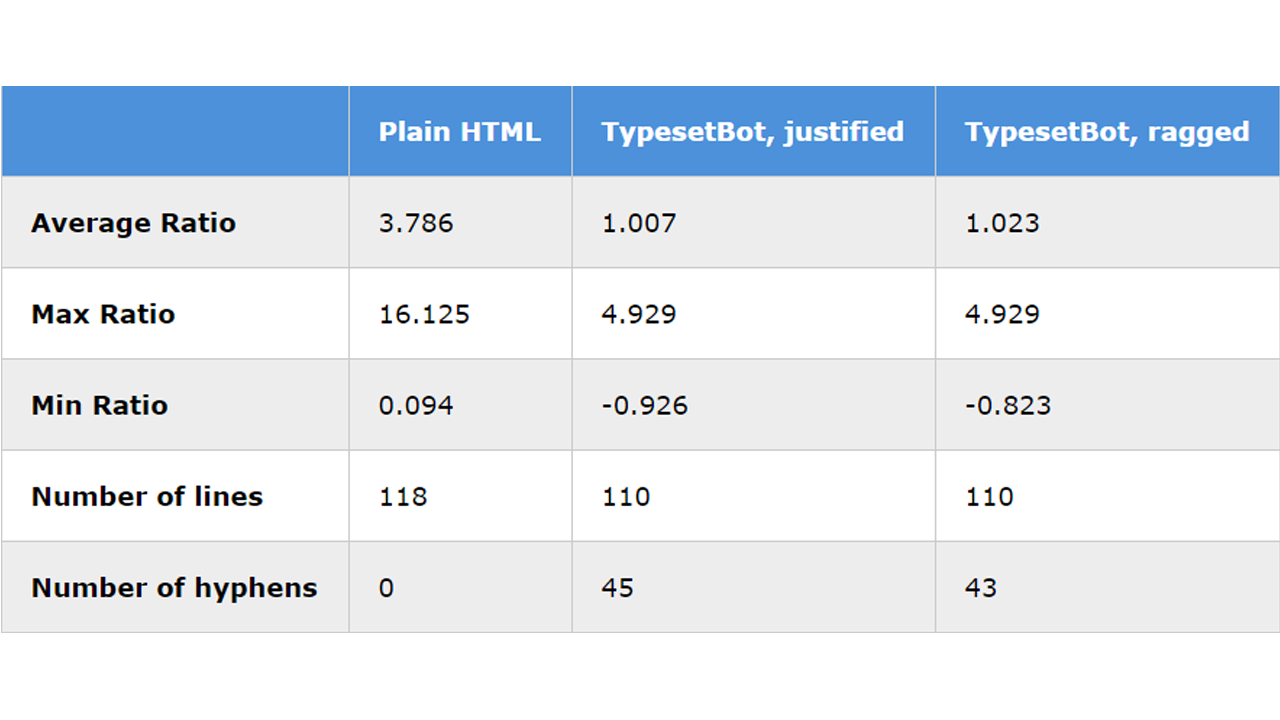 Plain HTML TypesetBot, justified TypesetBot, ragged
Average Ratio 3.786 1.007 1.023
Max Ratio 16.125 4.929 4.929
Min Ratio 0.094 -0.926 -0.823
Number of lines 118 110 110
Number of hyphens 0 45 43